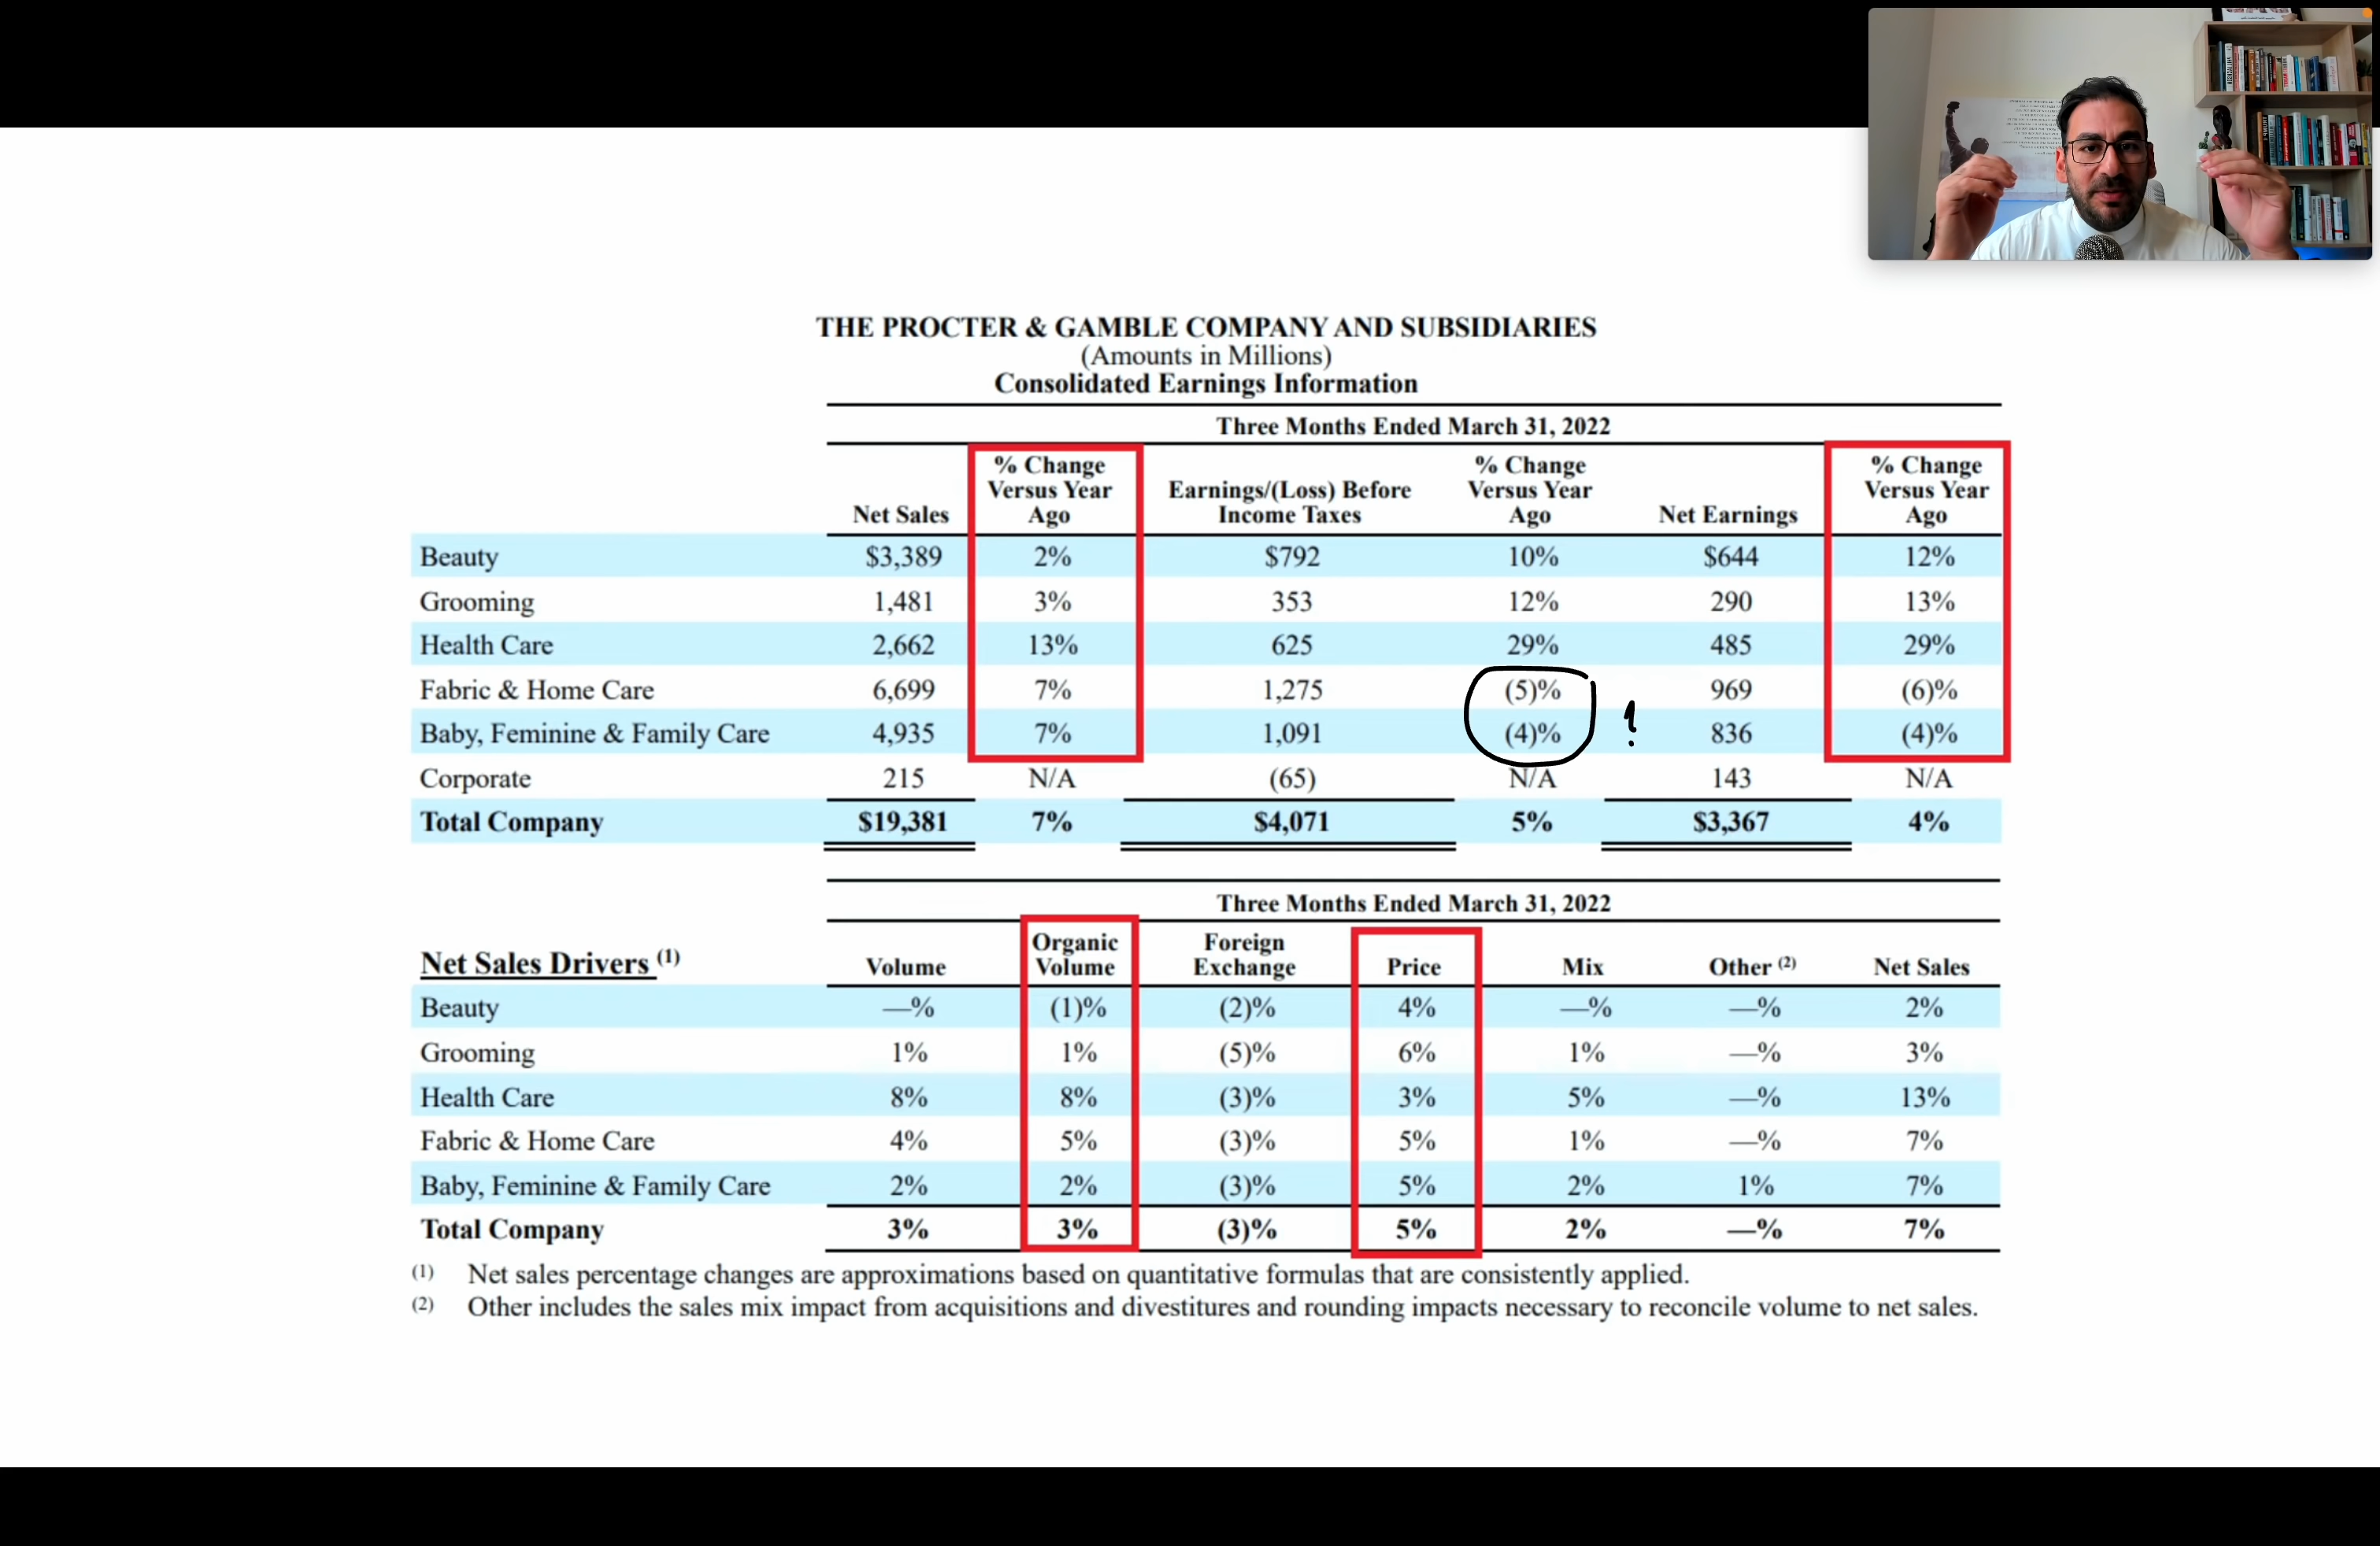 THE PROCTER & GAMBLE COMPANY AND SUBSIDIARIES
(Amounts in Millions)
Consolidated Earnings Information
Three Months Ended March 31, 2022
Net Sales % Change Versus Year Ago Earnings/(Loss) Before Income Taxes % Change Versus Year Ago Net Earnings % Change Versus Year Ago
Beauty $3,389 2% $792 10% $644 12%
Grooming 1,481 3% 353 12% 290 13%
Health Care 2,662 13% 625 29% 485 29%
Fabric & Home Care 6,699 7% 1,275 (5)% 969 (6)%
Baby, Feminine & Family Care 4,935 7% 1,091 (4)% 836 (4)%
Corporate 215 N/A (65) N/A 143 N/A
Total Company $19,381 7% $4,071 5% $3,367 4%
Three Months Ended March 31, 2022
Net Sales Drivers (1) Volume Organic Volume Foreign Exchange Price Mix Other (2) Net Sales
Beauty —% (1)% (2)% 4% —% —% 2%
Grooming 1% 1% (5)% 6% 1% —% 3%
Health Care 8% 8% (3)% 3% 5% —% 13%
Fabric & Home Care 4% 5% (3)% 5% 1% —% 7%
Baby, Feminine & Family Care 2% 2% (3)% 5% 2% 1% 7%
Total Company 3% 3% (3)% 5% 2% —% 7%
(1) Net sales percentage changes are approximations based on quantitative formulas that are consistently applied.
(2) Other includes the sales mix impact from acquisitions and divestitures and rounding impacts necessary to reconcile volume to net sales.